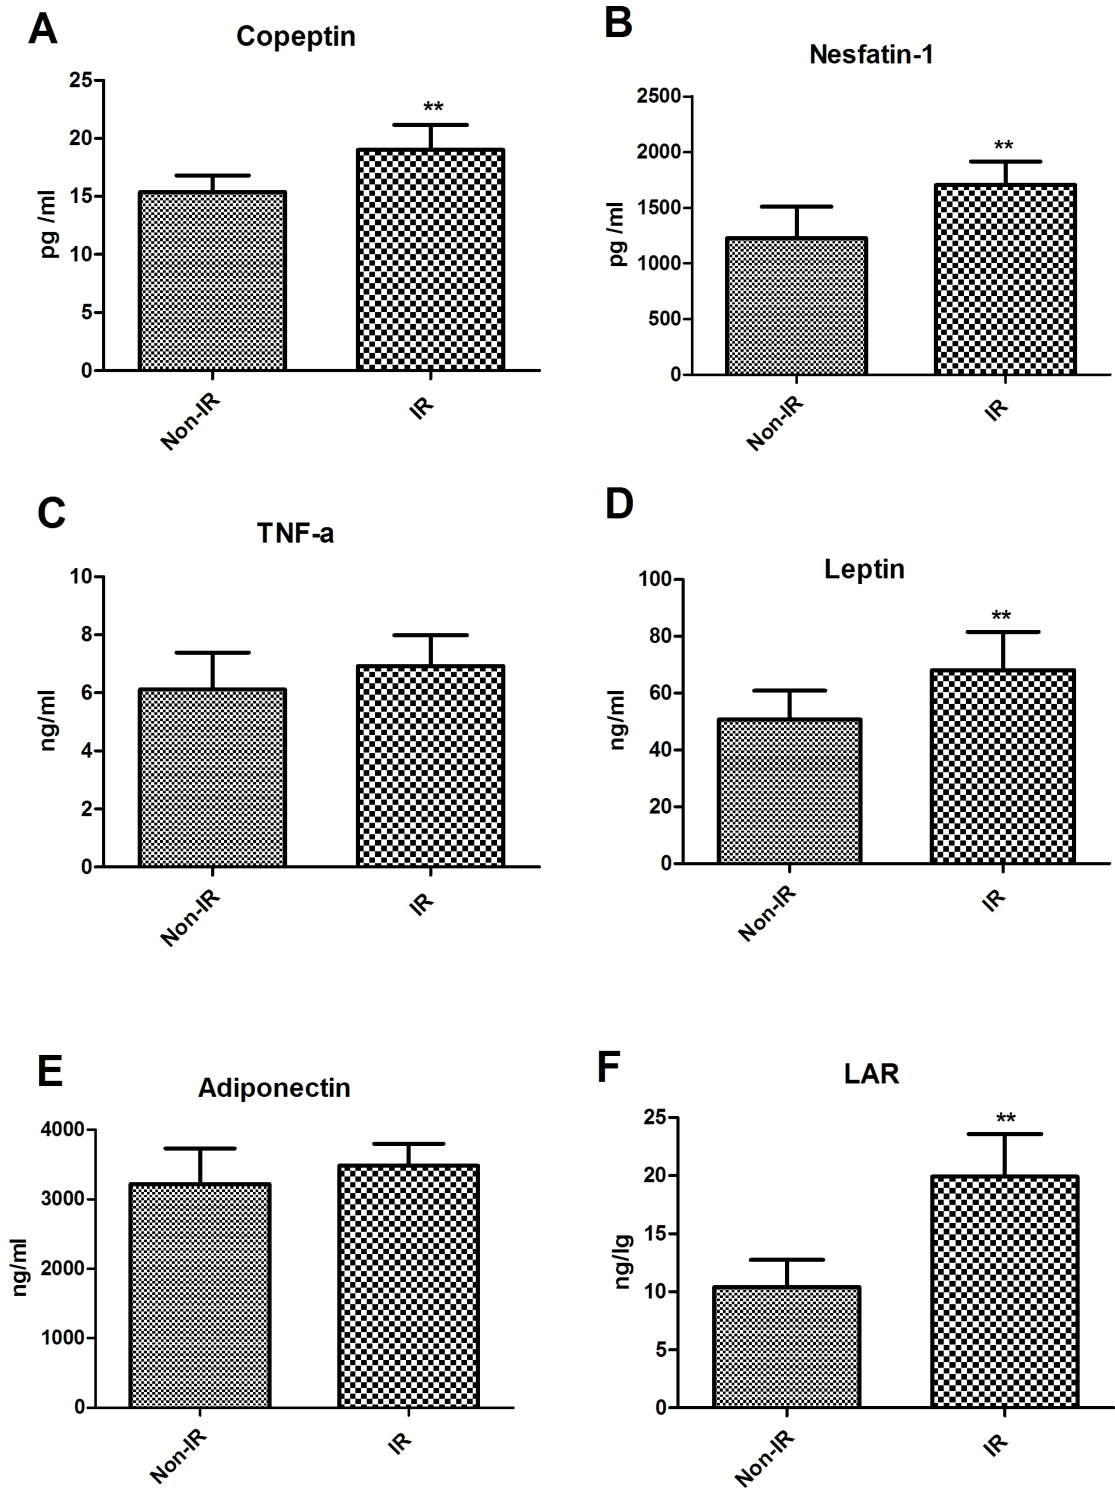 A
Copeptin
25
20
15
10
5
0
pg /ml
**
Non-IR
IR
B
Nesfatin-1
2500
2000
1500
1000
500
0
pg /ml
**
Non-IR
IR
C
TNF-a
10
8
6
4
2
0
ng/ml
Non-IR
IR
D
Leptin
100
80
60
40
20
0
ng/ml
**
Non-IR
IR
E
Adiponectin
4000
3000
2000
1000
0
ng/ml
Non-IR
IR
F
LAR
25
20
15
10
5
0
ng/lg
**
Non-IR
IR